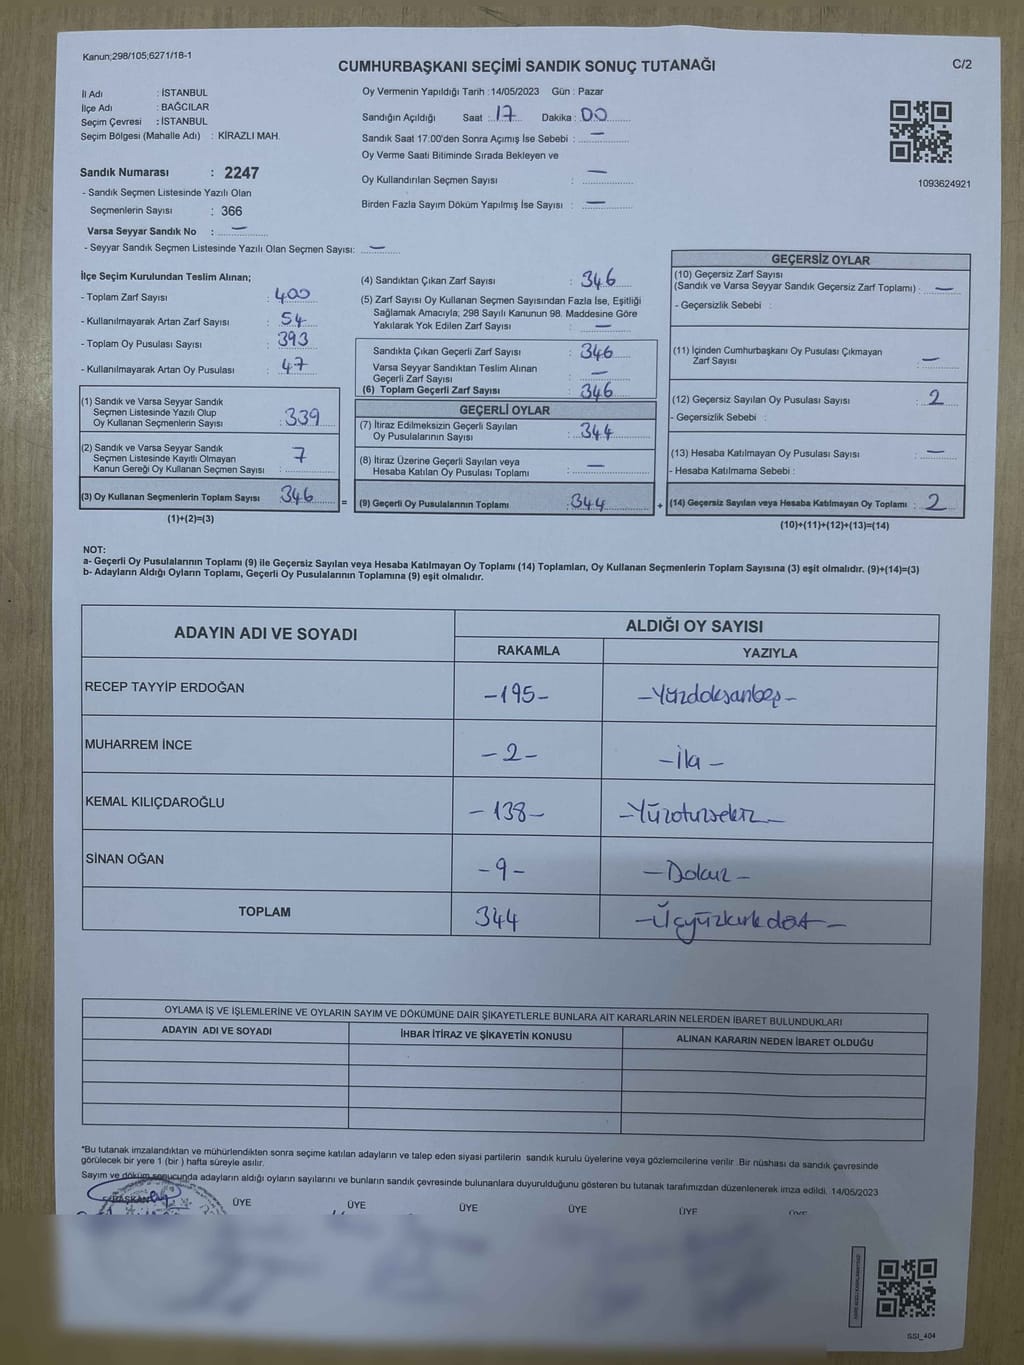 Kanun;298/105;6271/18-1
CUMHURBAŞKANI SEÇİMİ SANDIK SONUÇ TUTANAĞI
C/2
İl Adı : İSTANBUL
İlçe Adı : BAĞCILAR
Seçim Çevresi : İSTANBUL
Seçim Bölgesi (Mahalle Adı) : KİRAZLI MAH.
Oy Vermenin Yapıldığı Tarih : 14/05/2023 Gün : Pazar
Sandığın Açıldığı Saat : 17 Dakika : 00
Sandık Saat 17:00'den Sonra Açımış İse Sebebi : —
Oy Verme Saati Bitiminde Sırada Bekleyen ve
Oy Kullandırılan Seçmen Sayısı : —
Birden Fazla Sayım Döküm Yapılmış İse Sayısı : —
1093624921
Sandık Numarası : 2247
- Sandık Seçmen Listesinde Yazılı Olan
Seçmenlerin Sayısı : 366
Varsa Seyyar Sandık No : —
- Seyyar Sandık Seçmen Listesinde Yazılı Olan Seçmen Sayısı: —
İlçe Seçim Kurulundan Teslim Alınan;
- Toplam Zarf Sayısı : 400
- Kullanılmayarak Artan Zarf Sayısı : 54
- Toplam Oy Pusulası Sayısı : 393
- Kullanılmayarak Artan Oy Pusulası : 47
(1) Sandık ve Varsa Seyyar Sandık
Seçmen Listesinde Yazılı Olup
Oy Kullanan Seçmenlerin Sayısı : 339
(2) Sandık ve Varsa Seyyar Sandık
Seçmen Listesinde Kayıtlı Olmayan
Kanun Gereği Oy Kullanan Seçmen Sayısı : 7
(3) Oy Kullanan Seçmenlerin Toplam Sayısı : 346 =
(1)+(2)=(3)
(4) Sandıktan Çıkan Zarf Sayısı : 346
(5) Zarf Sayısı Oy Kullanan Seçmen Sayısından Fazla İse, Eşitliği
Sağlamak Amacıyla; 298 Sayılı Kanunun 98. Maddesine Göre
Yakılarak Yok Edilen Zarf Sayısı : —
Sandıkta Çıkan Geçerli Zarf Sayısı : 346
Varsa Seyyar Sandıktan Teslim Alınan
Geçerli Zarf Sayısı : —
(6) Toplam Geçerli Zarf Sayısı : 346
GEÇERLİ OYLAR
(7) İtiraz Edilmeksizin Geçerli Sayılan
Oy Pusulalarının Sayısı : 344
(8) İtiraz Üzerine Geçerli Sayılan veya
Hesaba Katılan Oy Pusulası Toplamı : —
(9) Geçerli Oy Pusulalarının Toplamı : 344 +
GEÇERSİZ OYLAR
(10) Geçersiz Zarf Sayısı
(Sandık ve Varsa Seyyar Sandık Geçersiz Zarf Toplamı) : —
- Geçersizlik Sebebi :
(11) İçinden Cumhurbaşkanı Oy Pusulası Çıkmayan
Zarf Sayısı : —
(12) Geçersiz Sayılan Oy Pusulası Sayısı : 2
- Geçersizlik Sebebi :
(13) Hesaba Katılmayan Oy Pusulası Sayısı : —
- Hesaba Katılmama Sebebi :
(14) Geçersiz Sayılan veya Hesaba Katılmayan Oy Toplamı : 2
(10)+(11)+(12)+(13)=(14)
NOT:
a- Geçerli Oy Pusulalarının Toplamı (9) ile Geçersiz Sayılan veya Hesaba Katılmayan Oy Toplamı (14) Toplamları, Oy Kullanan Seçmenlerin Toplam Sayısına (3) eşit olmalıdır. (9)+(14)=(3)
b- Adayların Aldığı Oyların Toplamı, Geçerli Oy Pusulalarının Toplamına (9) eşit olmalıdır.
ADAYIN ADI VE SOYADI
ALDIĞI OY SAYISI
RAKAMLA YAZIYLA
RECEP TAYYİP ERDOĞAN -195- -Yüzdoksanbeş-
MUHARREM İNCE -2- -İki-
KEMAL KILIÇDAROĞLU -138- -Yüzotuzsekiz-
SİNAN OĞAN -9- -Dokuz-
TOPLAM 344 -Üçyüzkırkdört-
OYLAMA İŞ VE İŞLEMLERİNE VE OYLARIN SAYIM VE DÖKÜMÜNE DAİR ŞİKAYETLERLE BUNLARA AİT KARARLARIN NELERDEN İBARET BULUNDUKLARI
ADAYIN ADI VE SOYADI İHBAR İTİRAZ VE ŞİKAYETİN KONUSU ALINAN KARARIN NEDEN İBARET OLDUĞU
*Bu tutanak imzalandıktan ve mühürlendikten sonra seçime katılan adayların ve talep eden siyasi partilerin sandık kurulu üyelerine veya gözlemcilerine verilir. Bir nüshası da sandık çevresinde
görülecek bir yere 1 (bir ) hafta süreyle asılır.
Sayım ve döküm sonucunda adayların aldığı oyların sayılarını ve bunların sandık çevresinde bulunanlara duyurulduğunu gösteren bu tutanak tarafımızdan düzenlenerek imza edildi. 14/05/2023
BAŞKAN ÜYE ÜYE ÜYE ÜYE ÜYE ÜYE
SSI_404